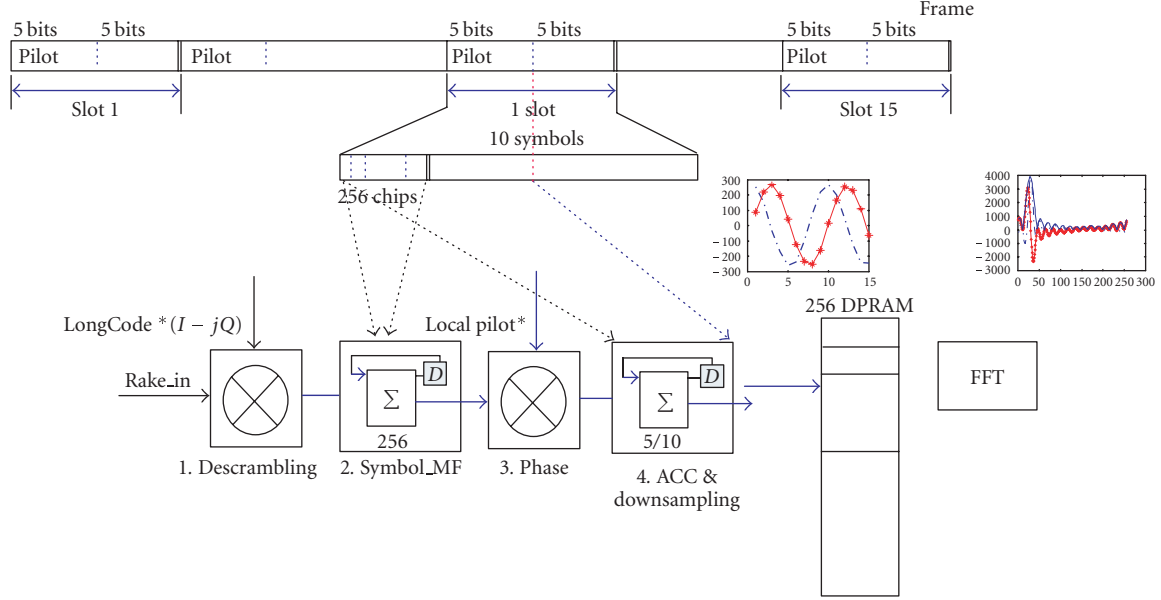 Frame
5 bits 5 bits 5 bits 5 bits 5 bits 5 bits
Pilot Pilot Pilot Pilot
Slot 1 1 slot Slot 15
10 symbols
256 chips
300
200
100
0
−100
−200
−300
0 5 10 15
4000
3000
2000
1000
0
−1000
−2000
−3000
0 50 100 150 200 250 300
256 DPRAM
LongCode *(I − jQ)
Local pilot*
Rake_in
D
Σ
256
D
Σ
5/10
FFT
1. Descrambling
2. Symbol_MF
3. Phase
4. ACC &
downsampling